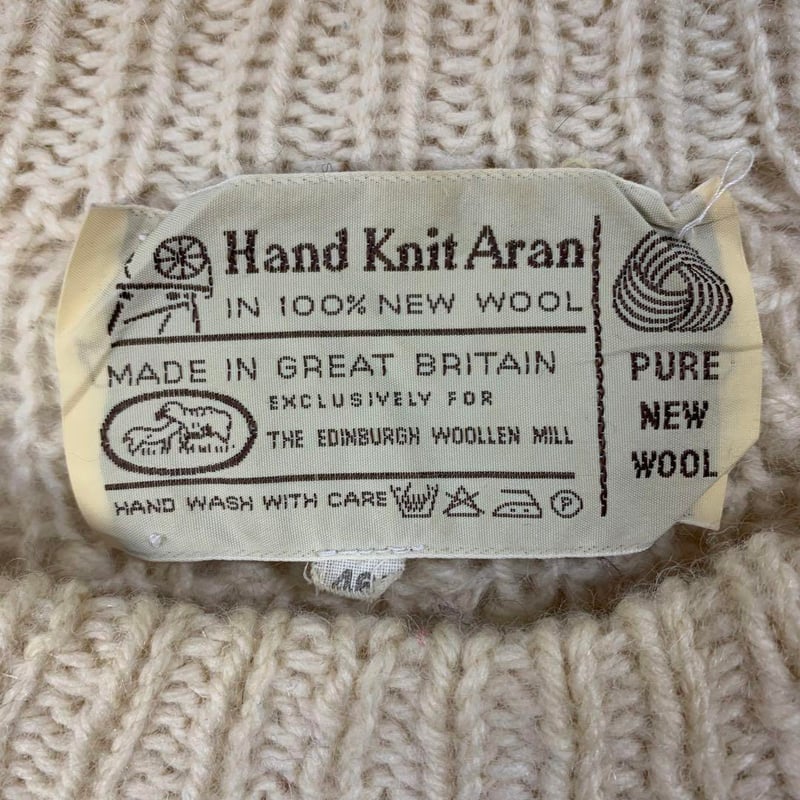 Hand Knit Aran
IN 100% NEW WOOL
MADE IN GREAT BRITAIN
EXCLUSIVELY FOR
THE EDINBURGH WOOLLEN MILL
HAND WASH WITH CARE
P
PURE
NEW
WOOL
46"